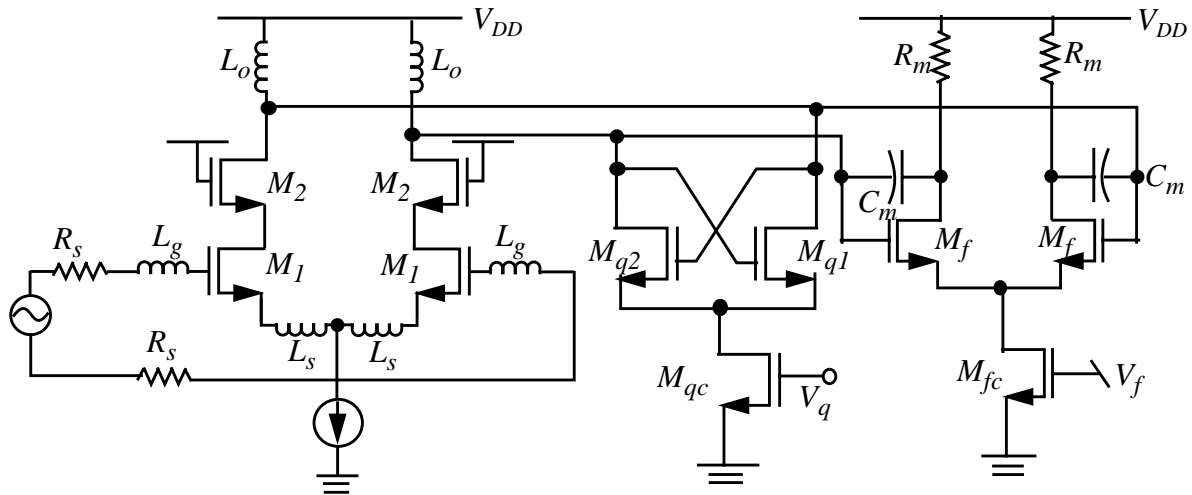 V_DD
V_DD
L_o
L_o
R_m
R_m
M_2
M_2
C_m
C_m
R_s
L_g
M_1
M_1
L_g
M_q2
M_q1
M_f
M_f
R_s
L_s
L_s
M_qc
V_q
M_fc
V_f